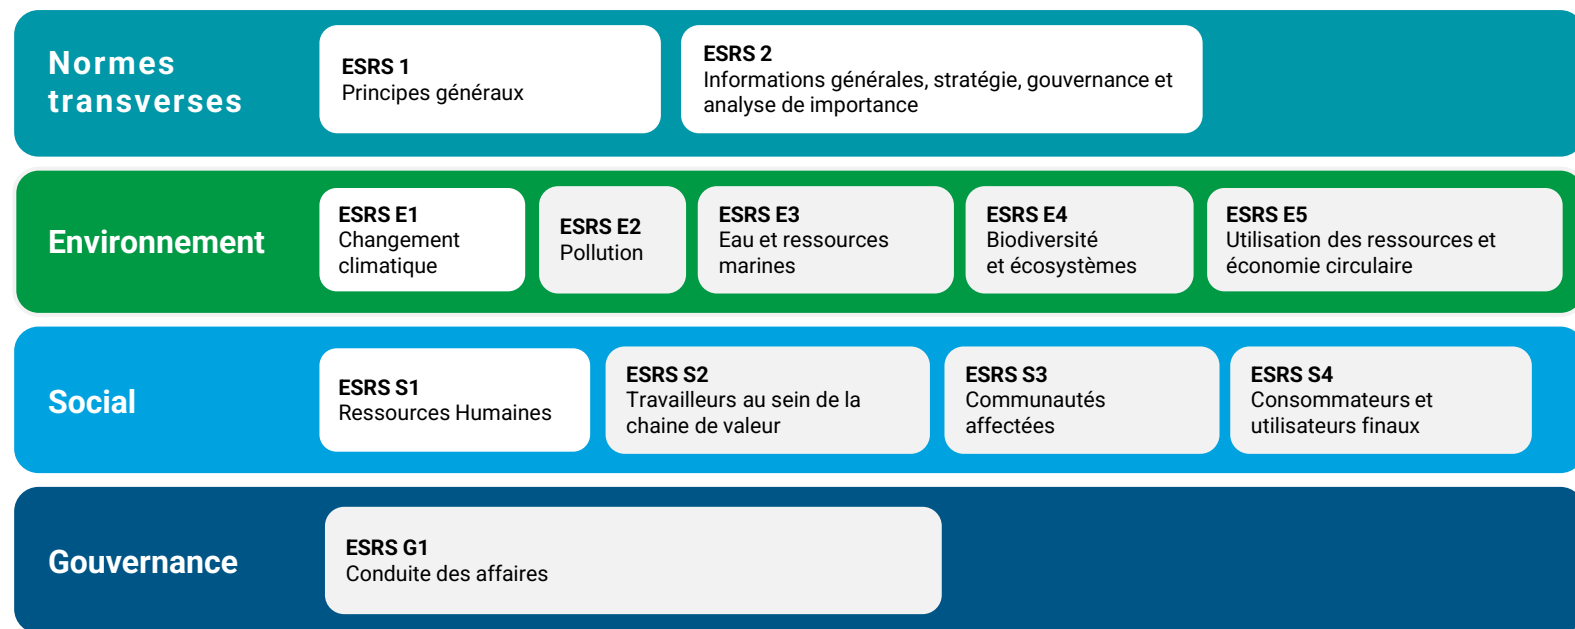 Normes
transverses
ESRS 1
Principes généraux
ESRS 2
Informations générales, stratégie, gouvernance et
analyse de importance
Environnement
ESRS E1
Changement
climatique
ESRS E2
Pollution
ESRS E3
Eau et ressources
marines
ESRS E4
Biodiversité
et écosystèmes
ESRS E5
Utilisation des ressources et
économie circulaire
Social
ESRS S1
Ressources Humaines
ESRS S2
Travailleurs au sein de la
chaine de valeur
ESRS S3
Communautés
affectées
ESRS S4
Consommateurs et
utilisateurs finaux
Gouvernance
ESRS G1
Conduite des affaires